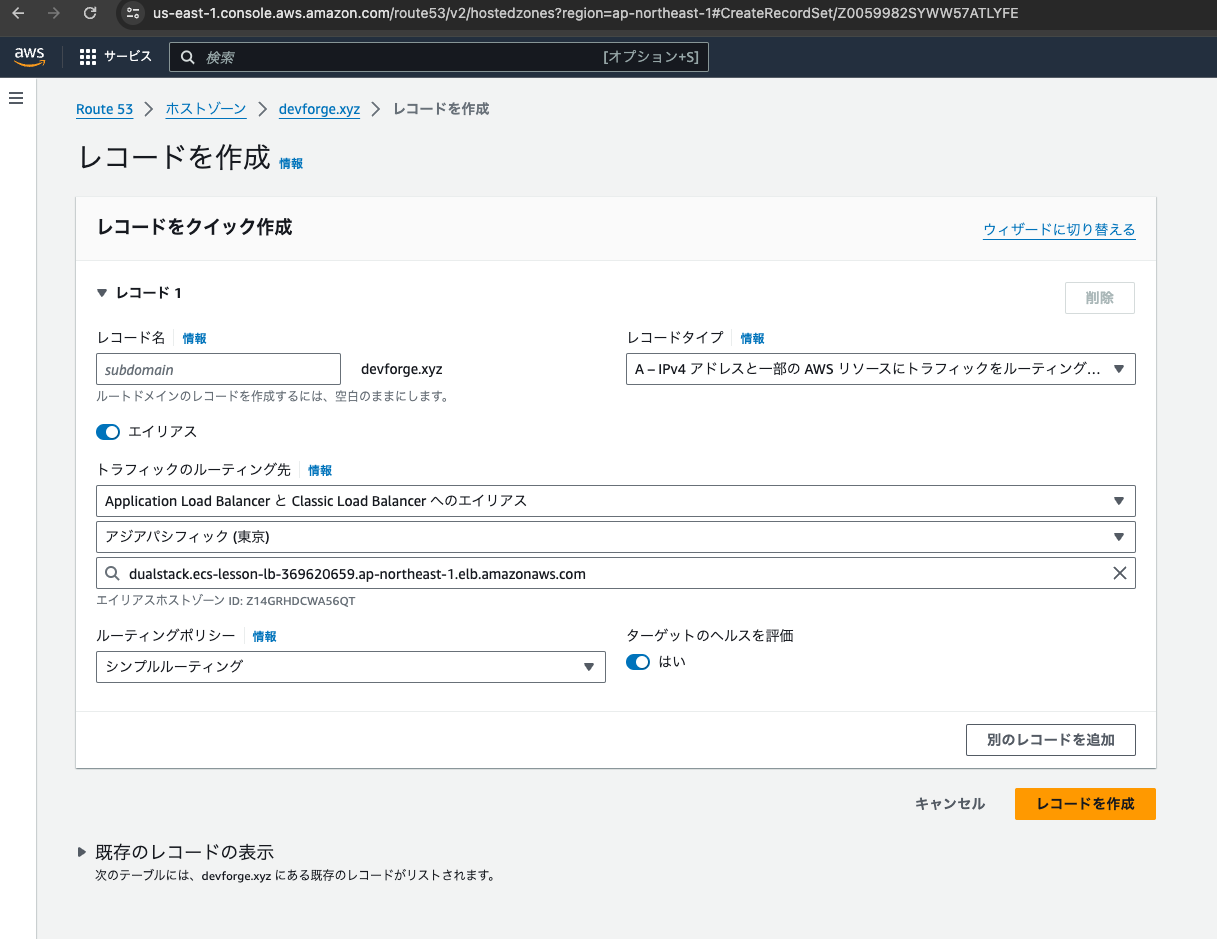 us-east-1.console.aws.amazon.com/route53/v2/hostedzones?region=ap-northeast-1#CreateRecordSet/Z0059982SYWW57ATLYFE
aws サービス 検索 [オプション+S]
Route 53 ホストゾーン devforge.xyz レコードを作成
レコードを作成 情報
レコードをクイック作成 ウィザードに切り替える
レコード 1 削除
レコード名 情報 レコードタイプ 情報
subdomain devforge.xyz A – IPv4 アドレスと一部の AWS リソースにトラフィックをルーティング...
ルートドメインのレコードを作成するには、空白のままにします。
エイリアス
トラフィックのルーティング先 情報
Application Load Balancer と Classic Load Balancer へのエイリアス
アジアパシフィック (東京)
dualstack.ecs-lesson-lb-369620659.ap-northeast-1.elb.amazonaws.com
エイリアスホストゾーン ID: Z14GRHDCWA56QT
ルーティングポリシー 情報 ターゲットのヘルスを評価
シンプルルーティング はい
別のレコードを追加
キャンセル レコードを作成
既存のレコードの表示
次のテーブルには、devforge.xyz にある既存のレコードがリストされます。